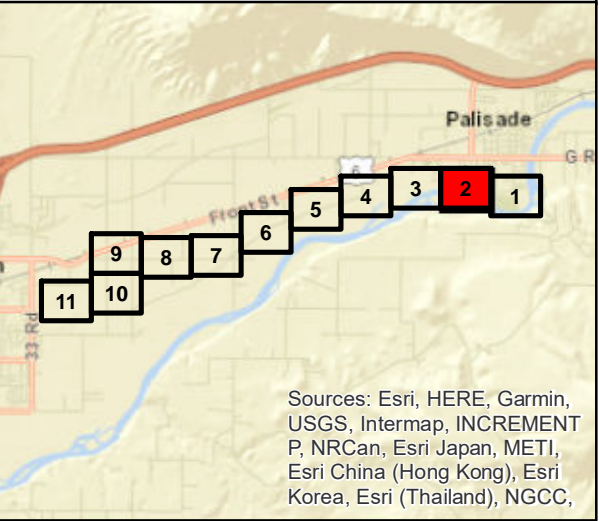 Palisade
G R
6
Front St
1
2
3
4
5
6
7
8
9
10
11
n
33 Rd
Sources: Esri, HERE, Garmin,
USGS, Intermap, INCREMENT
P, NRCan, Esri Japan, METI,
Esri China (Hong Kong), Esri
Korea, Esri (Thailand), NGCC,